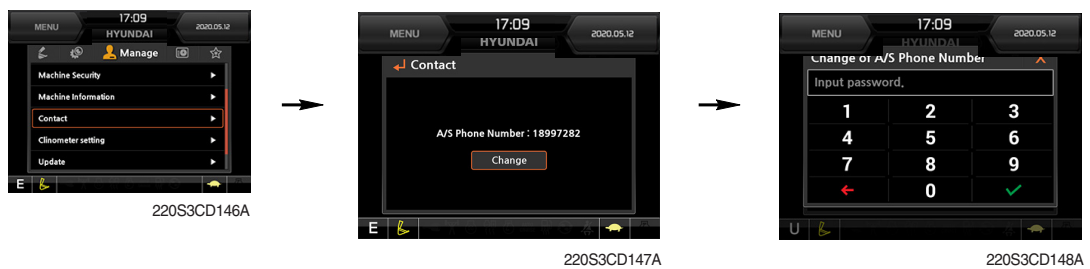 MENU
17:09
HYUNDAI
2020.05.12
Manage
Machine Security
Machine Information
Contact
Clinometer setting
Update
E
220S3CD146A
MENU
17:09
HYUNDAI
2020.05.12
Contact
A/S Phone Number : 18997282
Change
E
220S3CD147A
MENU
17:09
HYUNDAI
2020.05.12
Change of A/S Phone Number
X
Input password.
1 2 3
4 5 6
7 8 9
0
U
220S3CD148A